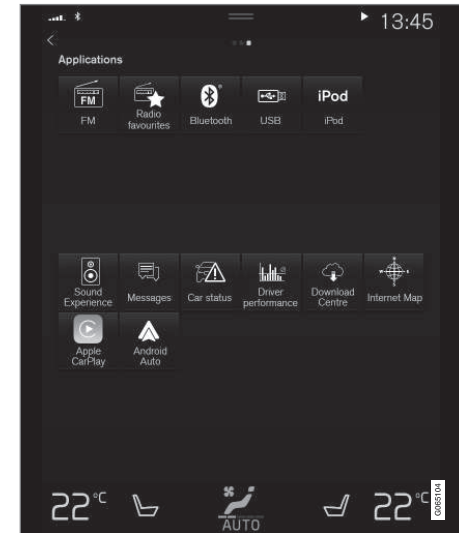 13:45
Applications
FM
FM
Radio
favourites
Bluetooth
USB
iPod
iPod
Sound
Experience
Messages
Car status
Driver
performance
Download
Centre
Internet Map
Apple
CarPlay
Android
Auto
22°C
AUTO
22°C
G065104